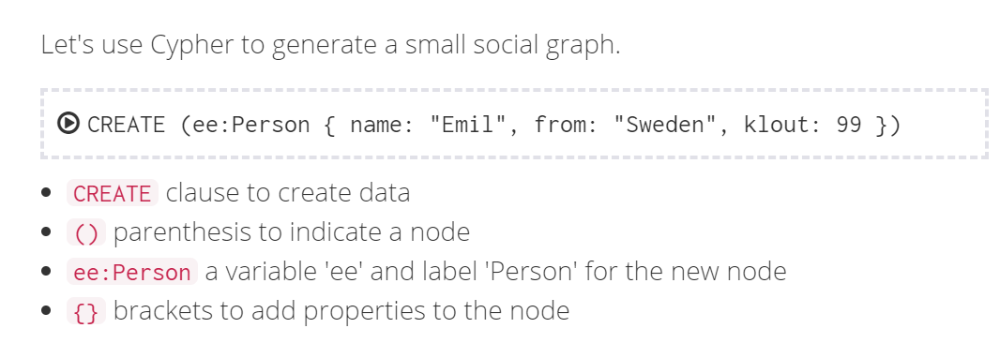 Let's use Cypher to generate a small social graph.
CREATE (ee:Person { name: "Emil", from: "Sweden", klout: 99 })
CREATE clause to create data
() parenthesis to indicate a node
ee:Person a variable 'ee' and label 'Person' for the new node
{} brackets to add properties to the node